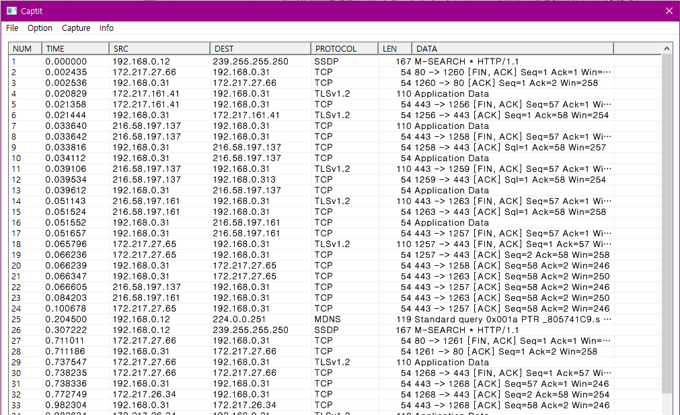 Captit
File Option Capture Info
NUM TIME SRC DEST PROTOCOL LEN DATA
1 0.000000 192.168.0.12 239.255.255.250 SSDP 167 M-SEARCH * HTTP/1.1
2 0.002435 172.217.27.66 192.168.0.31 TCP 54 80 -> 1260 [FIN, ACK] Seq=1 Ack=1 Win=···
3 0.002536 192.168.0.31 172.217.27.66 TCP 54 1260 -> 80 [ACK] Seq=1 Ack=2 Win=258
4 0.020829 172.217.161.41 192.168.0.31 TLSv1.2 110 Application Data
5 0.021358 172.217.161.41 192.168.0.31 TCP 54 443 -> 1256 [FIN, ACK] Seq=57 Ack=1 Wi···
6 0.021444 192.168.0.31 172.217.161.41 TLSv1.2 54 1256 -> 443 [ACK] Seq=1 Ack=58 Win=254
7 0.033640 216.58.197.137 192.168.0.31 TCP 110 Application Data
8 0.033642 216.58.197.137 192.168.0.31 TCP 54 443 -> 1258 [FIN, ACK] Seq=57 Ack=1 Wi···
9 0.033816 192.168.0.31 216.58.197.137 TCP 54 1258 -> 443 [ACK] Sql=1 Ack=58 Win=257
10 0.034112 192.168.0.31 216.58.197.137 TCP 54 Application Data
11 0.039106 172.217.27.66 192.168.0.31 TLSv1.2 110 443 -> 1259 [FIN, ACK] Seq=57 Ack=1 Wi···
12 0.039534 192.168.0.31 192.168.0.313 TCP 54 1259 -> 443 [ACK] Sql=1 Ack=58 Win=254
13 0.039612 192.168.0.31 216.58.197.137 TCP 54 Application Data
14 0.051143 216.58.197.161 192.168.0.31 TLSv1.2 110 443 -> 1263 [FIN, ACK] Seq=57 Ack=1 Wi···
15 0.051524 216.58.197.161 192.168.0.31 TCP 54 1263 -> 443 [ACK] Sql=1 Ack=58 Win=258
16 0.051552 192.168.0.31 216.58.197.161 TCP 54 Application Data
17 0.051657 192.168.0.31 216.58.197.161 TCP 54 443 -> 1257 [FIN, ACK] Seq=57 Ack=1 Wi···
18 0.065796 172.217.27.65 192.168.0.31 TLSv1.2 110 1257 -> 443 [FIN, ACK] Seq=1 Ack=57 Wi···
19 0.066236 172.217.27.65 192.168.0.31 TCP 54 1257 -> 443 [ACK] Seq=2 Ack=58 Win=258
20 0.066239 192.168.0.31 172.217.27.65 TCP 54 443 -> 1258 [ACK] Seq=58 Ack=2 Win=246
21 0.066347 192.168.0.31 172.217.27.65 TCP 54 443 -> 1263 [ACK] Seq=58 Ack=2 Win=250
22 0.066605 216.58.197.137 192.168.0.31 TCP 54 443 -> 1257 [ACK] Seq=58 Ack=2 Win=246
23 0.084203 216.58.197.161 192.168.0.31 TCP 54 443 -> 1263 [ACK] Seq=58 Ack=2 Win=250
24 0.100678 172.217.27.65 192.168.0.31 TCP 54 443 -> 1257 [ACK] Seq=58 Ack=2 Win=246
25 0.204500 192.168.0.12 224.0.0.251 MDNS 119 Standard query 0x001a PTR _805741C9.s ···
26 0.307222 192.168.0.12 239.255.255.250 SSDP 167 M-SEARCH * HTTP/1.1
27 0.711011 172.217.27.66 192.168.0.31 TCP 54 80 -> 1261 [FIN, ACK] Seq=1 Ack=1 Win=···
28 0.711186 192.168.0.31 172.217.27.66 TCP 54 1261 -> 80 [ACK] Seq=1 Ack=2 Win=258
29 0.737547 172.217.27.66 192.168.0.31 TLSv1.2 110 Application Data
30 0.738235 172.217.27.66 192.168.0.31 TCP 54 1268 -> 443 [FIN, ACK] Seq=1 Ack=57 Wi···
31 0.738336 192.168.0.31 172.217.27.66 TCP 54 443 -> 1268 [ACK] Seq=57 Ack=1 Win=246
32 0.772749 172.217.26.34 192.168.0.31 TCP 54 1268 -> 443 [ACK] Seq=2 Ack=58 Win=254
33 0.982304 192.168.0.31 172.217.26.34 TCP 54 443 -> 1268 [ACK] Seq=58 Ack=2 Win=246